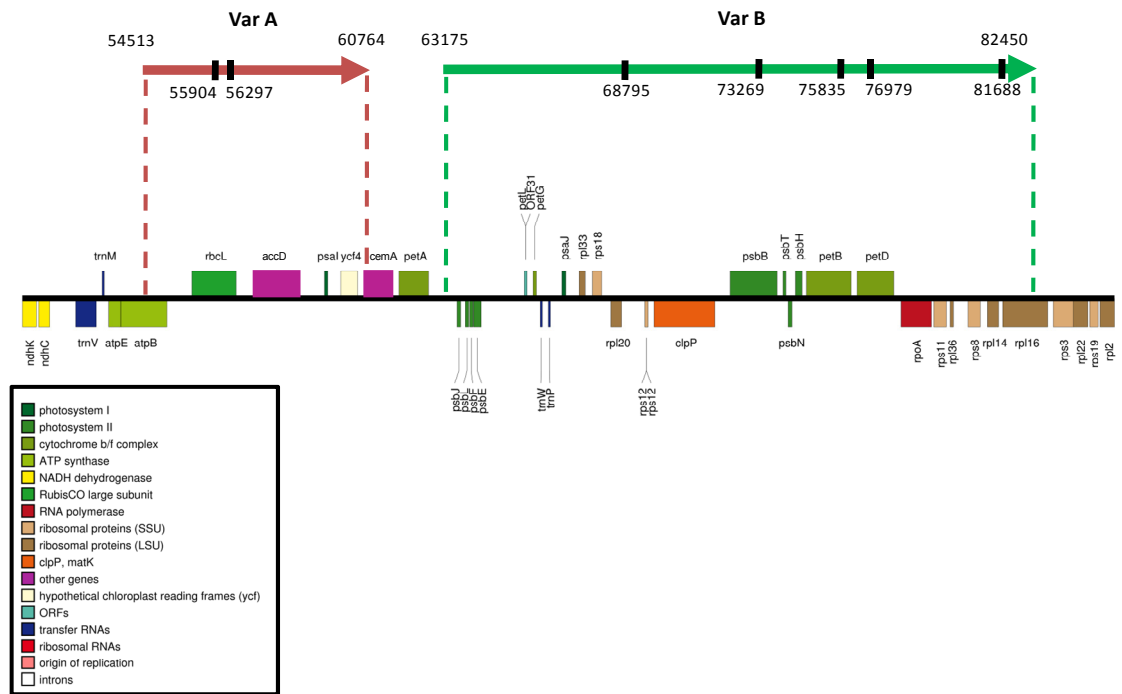 Var A
Var B
54513
60764
63175
82450
55904
56297
68795
73269
75835
76979
81688
petL
ORF31
petG
trnM
rbcL
accD
psaI
ycf4
cemA
petA
psaJ
rpl33
rps18
psbB
psbT
psbH
petB
petD
ndhK
ndhC
trnV
atpE
atpB
psbJ
psbL
psbF
psbE
trnW
trnP
rpl20
rps12
rps12
clpP
psbN
rpoA
rps11
rpl36
rps8
rpl14
rpl16
rps3
rpl22
rps19
rpl2
photosystem I
photosystem II
cytochrome b/f complex
ATP synthase
NADH dehydrogenase
RubisCO large subunit
RNA polymerase
ribosomal proteins (SSU)
ribosomal proteins (LSU)
clpP, matK
other genes
hypothetical chloroplast reading frames (ycf)
ORFs
transfer RNAs
ribosomal RNAs
origin of replication
introns